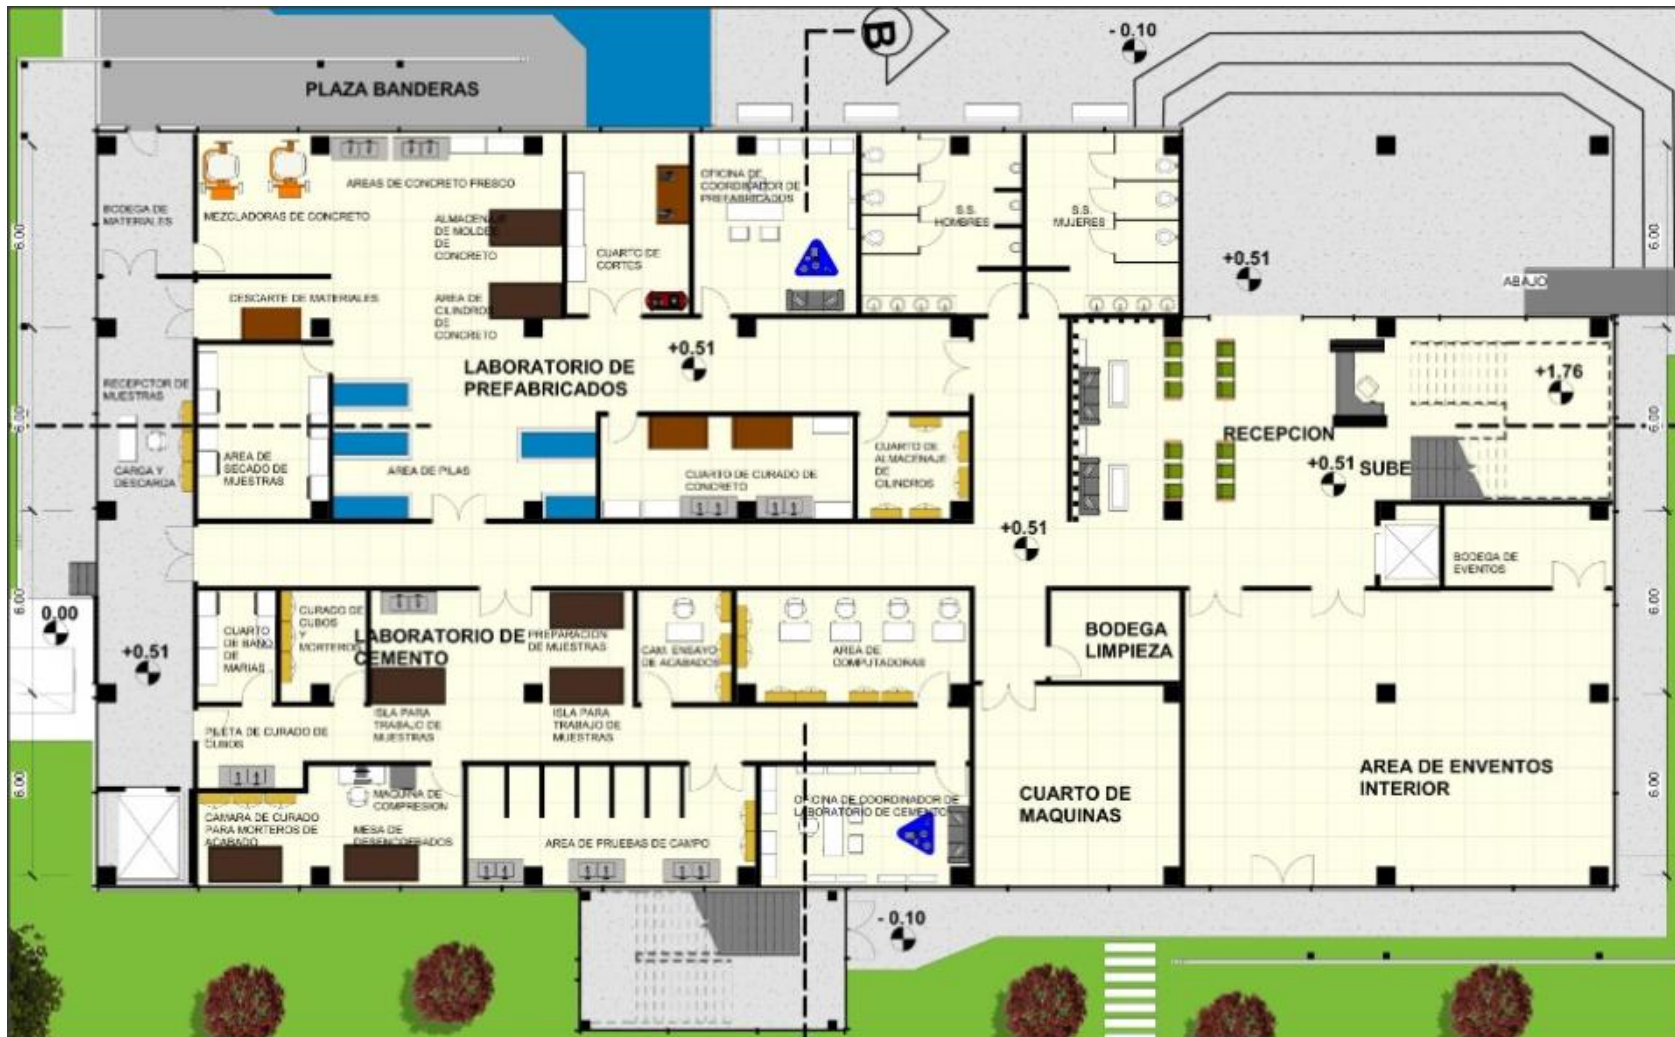 B
- 0.10
PLAZA BANDERAS
AREAS DE CONCRETO FRESCO
MEZCLADORAS DE CONCRETO
BODEGA DE
MATERIALES
ALMACENAJE
DE MOLDES
DE
CONCRETO
CUARTO DE
CORTES
OFICINA DE
COORDINADOR DE
PREFABRICADOS
S.S.
HOMBRES
S.S.
MUJERES
+0.51
ABAJO
6.00
6.00
DESCARTE DE MATERIALES
AREA DE
CILINDROS
DE
CONCRETO
LABORATORIO DE
PREFABRICADOS
+0.51
RECEPCTOR DE
MUESTRAS
+1,76
6.00
6.00
RECEPCION
AREA DE
SECADO DE
MUESTRAS
CARGA Y
DESCARGA
AREA DE PILAS
CUARTO DE CURADO DE
CONCRETO
CUARTO DE
ALMACENAJE
DE
CILINDROS
+0.51
SUBE
+0.51
BODEGA DE
EVENTOS
6.00
6.00
0.00
+0.51
CUARTO
DE BAÑO
DE
MARIAS
CURADO DE
CUBOS
Y
MORTEROS
LABORATORIO DE
CEMENTO
PREPARACION
DE MUESTRAS
CAM. ENSAYO
DE ACABADOS
AREA DE
COMPUTADORAS
BODEGA
LIMPIEZA
ISLA PARA
TRABAJO DE
MUESTRAS
ISLA PARA
TRABAJO DE
MUESTRAS
PILETA DE CURADO DE
CUBOS
6.00
6.00
MAQUINA DE
COMPRESION
CAMARA DE CURADO
PARA MORTEROS DE
ACABADO
MESA DE
DESENCOFRADOS
AREA DE PRUEBAS DE CAMPO
OFICINA DE COORDINADOR DE
LABORATORIO DE CEMENTO
CUARTO DE
MAQUINAS
AREA DE ENVENTOS
INTERIOR
- 0.10